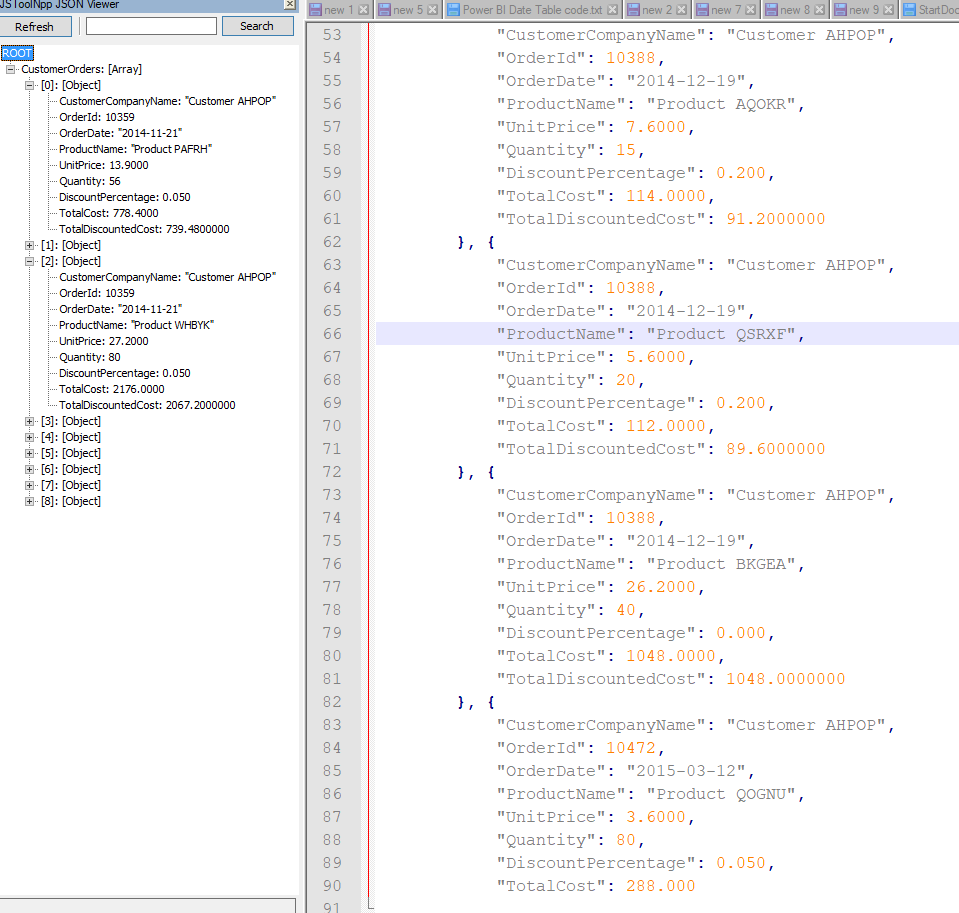 JSToolNpp JSON Viewer
Refresh
Search
ROOT
CustomerOrders: [Array]
[0]: [Object]
CustomerCompanyName: "Customer AHPOP"
OrderId: 10359
OrderDate: "2014-11-21"
ProductName: "Product PAFRH"
UnitPrice: 13.9000
Quantity: 56
DiscountPercentage: 0.050
TotalCost: 778.4000
TotalDiscountedCost: 739.4800000
[1]: [Object]
[2]: [Object]
CustomerCompanyName: "Customer AHPOP"
OrderId: 10359
OrderDate: "2014-11-21"
ProductName: "Product WHBYK"
UnitPrice: 27.2000
Quantity: 80
DiscountPercentage: 0.050
TotalCost: 2176.0000
TotalDiscountedCost: 2067.2000000
[3]: [Object]
[4]: [Object]
[5]: [Object]
[6]: [Object]
[7]: [Object]
[8]: [Object]
new 1 new 5 Power BI Date Table code.txt new 2 new 7 new 8 new 9 StartDoc
53 "CustomerCompanyName": "Customer AHPOP",
54 "OrderId": 10388,
55 "OrderDate": "2014-12-19",
56 "ProductName": "Product AQOKR",
57 "UnitPrice": 7.6000,
58 "Quantity": 15,
59 "DiscountPercentage": 0.200,
60 "TotalCost": 114.0000,
61 "TotalDiscountedCost": 91.2000000
62 }, {
63 "CustomerCompanyName": "Customer AHPOP",
64 "OrderId": 10388,
65 "OrderDate": "2014-12-19",
66 "ProductName": "Product QSRXF",
67 "UnitPrice": 5.6000,
68 "Quantity": 20,
69 "DiscountPercentage": 0.200,
70 "TotalCost": 112.0000,
71 "TotalDiscountedCost": 89.6000000
72 }, {
73 "CustomerCompanyName": "Customer AHPOP",
74 "OrderId": 10388,
75 "OrderDate": "2014-12-19",
76 "ProductName": "Product BKGEA",
77 "UnitPrice": 26.2000,
78 "Quantity": 40,
79 "DiscountPercentage": 0.000,
80 "TotalCost": 1048.0000,
81 "TotalDiscountedCost": 1048.0000000
82 }, {
83 "CustomerCompanyName": "Customer AHPOP",
84 "OrderId": 10472,
85 "OrderDate": "2015-03-12",
86 "ProductName": "Product QOGNU",
87 "UnitPrice": 3.6000,
88 "Quantity": 80,
89 "DiscountPercentage": 0.050,
90 "TotalCost": 288.000
91